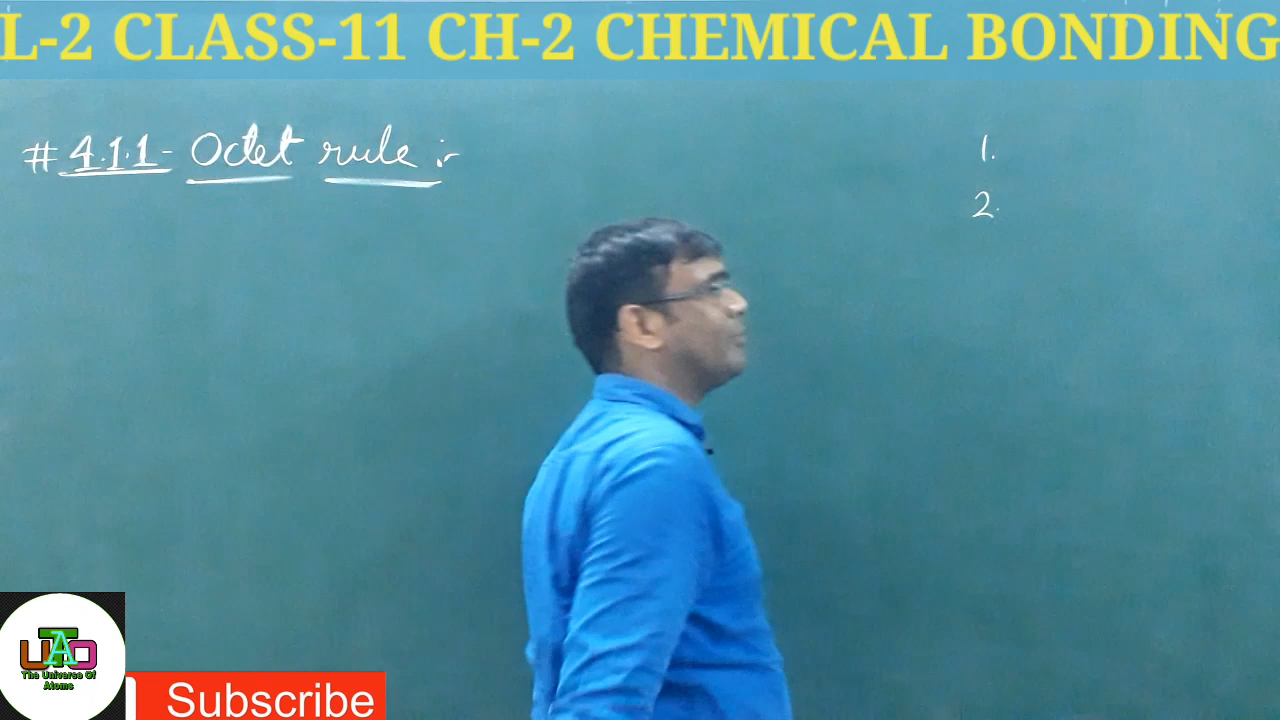 L-2 CLASS-11 CH-2 CHEMICAL BONDING
# 4.1.1- Octet rule :-
1.
2.
UTAO
The Universe Of
Atoms
Subscribe